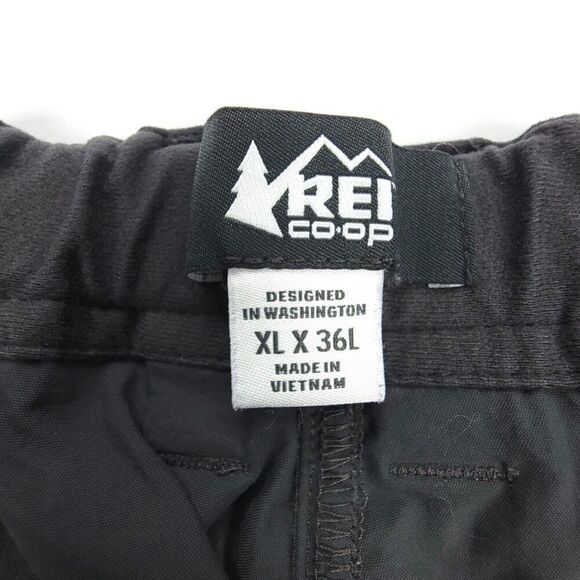 REI
CO·OP
DESIGNED
IN WASHINGTON
XL X 36L
MADE IN
VIETNAM